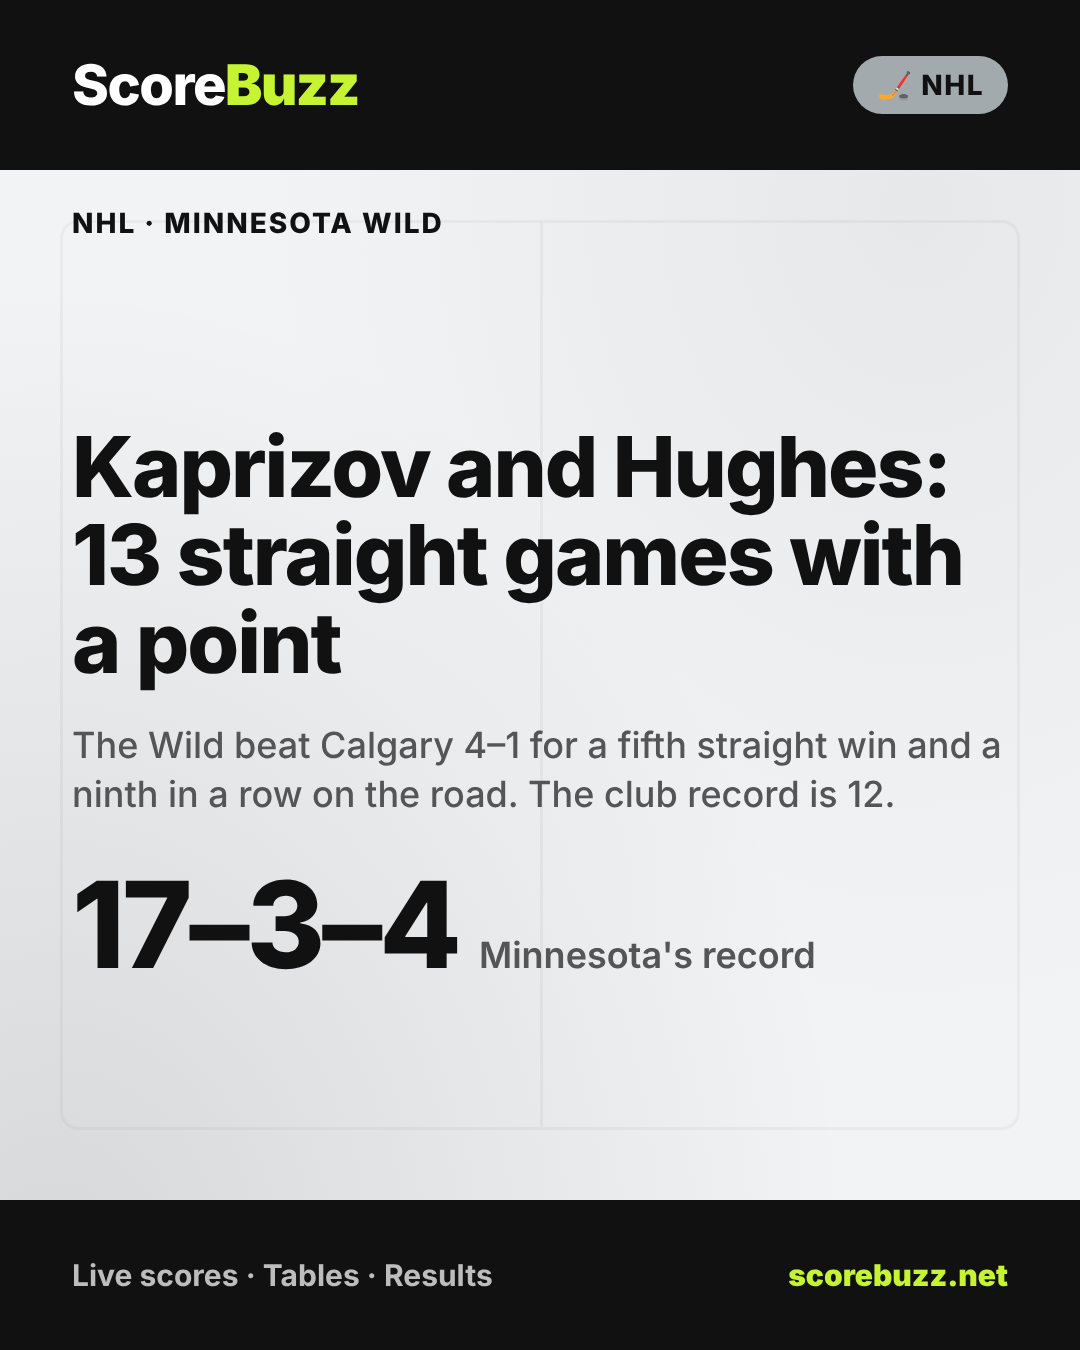 ScoreBuzz
NHL
NHL · MINNESOTA WILD
Kaprizov and Hughes:
13 straight games with
a point
The Wild beat Calgary 4–1 for a fifth straight win and a
ninth in a row on the road. The club record is 12.
17–3–4 Minnesota's record
Live scores · Tables · Results
scorebuzz.net